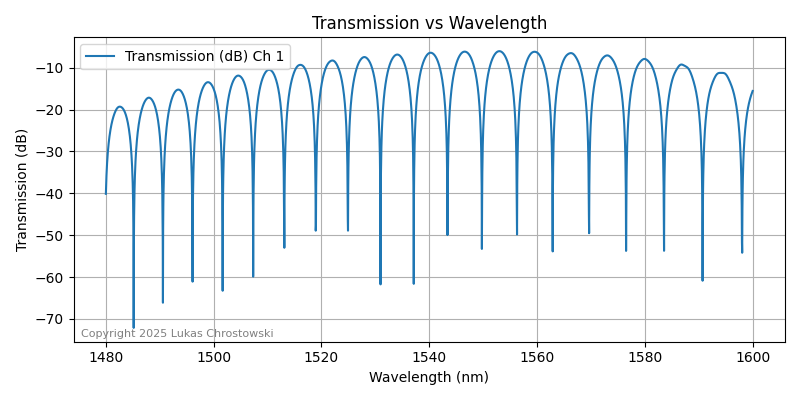 Transmission vs Wavelength
Transmission (dB) Ch 1
Transmission (dB)
−10
−20
−30
−40
−50
−60
−70
Copyright 2025 Lukas Chrostowski
1480 1500 1520 1540 1560 1580 1600
Wavelength (nm)